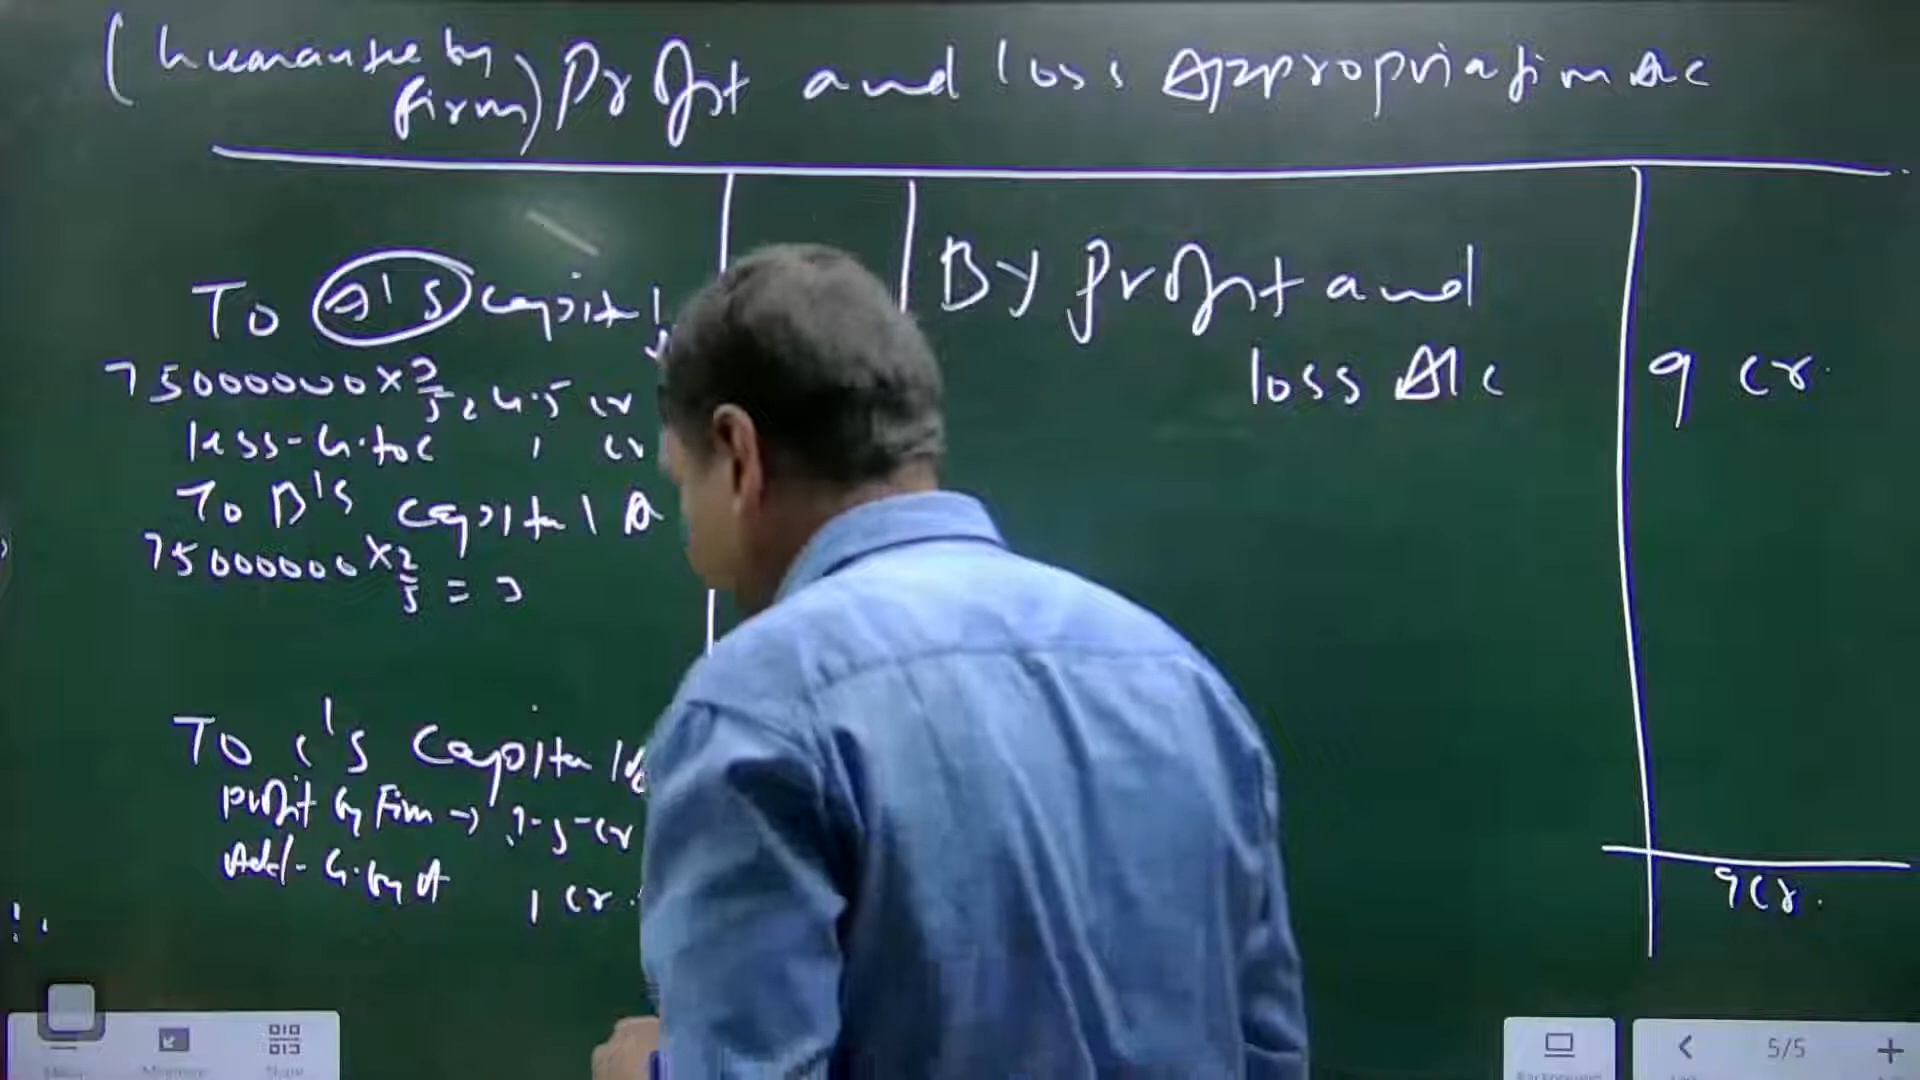 (Guarantee by
firm) Profit and loss Appropriation A/c
To A's capital
75000000 × 3/5 = 4.5 cr
less - G. to C 1 cr
To B's capital A
75000000 × 2/5 = 3
To C's Capital A
profit by Firm → 1.5 cr
Add - G. by A 1 cr.
By profit and
loss A/c 9 cr.
9 cr.
5/5